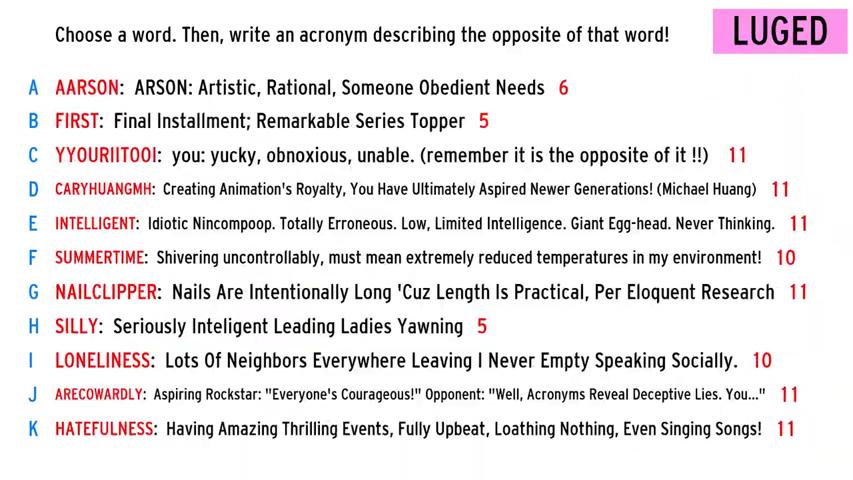 Choose a word. Then, write an acronym describing the opposite of that word!
LUGED
A AARSON: ARSON: Artistic, Rational, Someone Obedient Needs 6
B FIRST: Final Installment; Remarkable Series Topper 5
C YYOURIITOOI: you: yucky, obnoxious, unable. (remember it is the opposite of it !!) 11
D CARYHUANGMH: Creating Animation's Royalty, You Have Ultimately Aspired Newer Generations! (Michael Huang) 11
E INTELLIGENT: Idiotic Nincompoop. Totally Erroneous. Low, Limited Intelligence. Giant Egg-head. Never Thinking. 11
F SUMMERTIME: Shivering uncontrollably, must mean extremely reduced temperatures in my environment! 10
G NAILCLIPPER: Nails Are Intentionally Long 'Cuz Length Is Practical, Per Eloquent Research 11
H SILLY: Seriously Inteligent Leading Ladies Yawning 5
I LONELINESS: Lots Of Neighbors Everywhere Leaving I Never Empty Speaking Socially. 10
J ARECOWARDLY: Aspiring Rockstar: "Everyone's Courageous!" Opponent: "Well, Acronyms Reveal Deceptive Lies. You..." 11
K HATEFULNESS: Having Amazing Thrilling Events, Fully Upbeat, Loathing Nothing, Even Singing Songs! 11